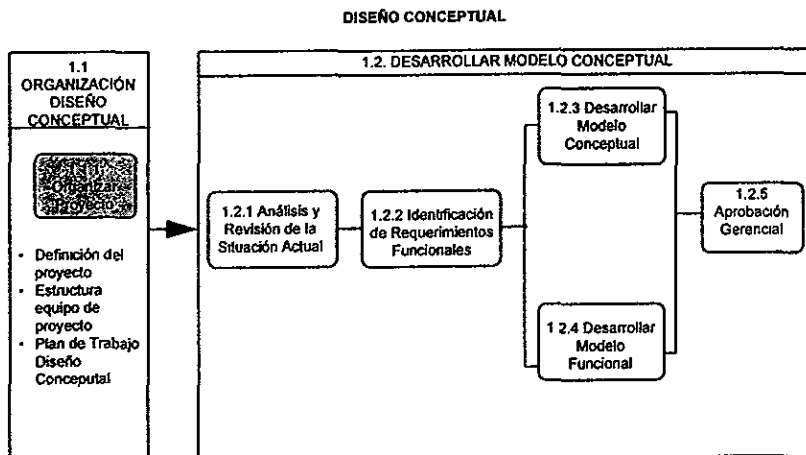 DISEÑO CONCEPTUAL
1.1
ORGANIZACIÓN
DISEÑO
CONCEPTUAL
Organizar
Proyecto
• Definición del
proyecto
• Estructura
equipo de
proyecto
• Plan de Trabajo
Diseño
Conceputal
1.2. DESARROLLAR MODELO CONCEPTUAL
1.2.1 Análisis y
Revisión de la
Situación Actual
1.2.2 Identificación
de Requerimientos
Funcionales
1.2.3 Desarrollar
Modelo
Conceptual
1.2.4 Desarrollar
Modelo
Funcional
1.2.5
Aprobación
Gerencial